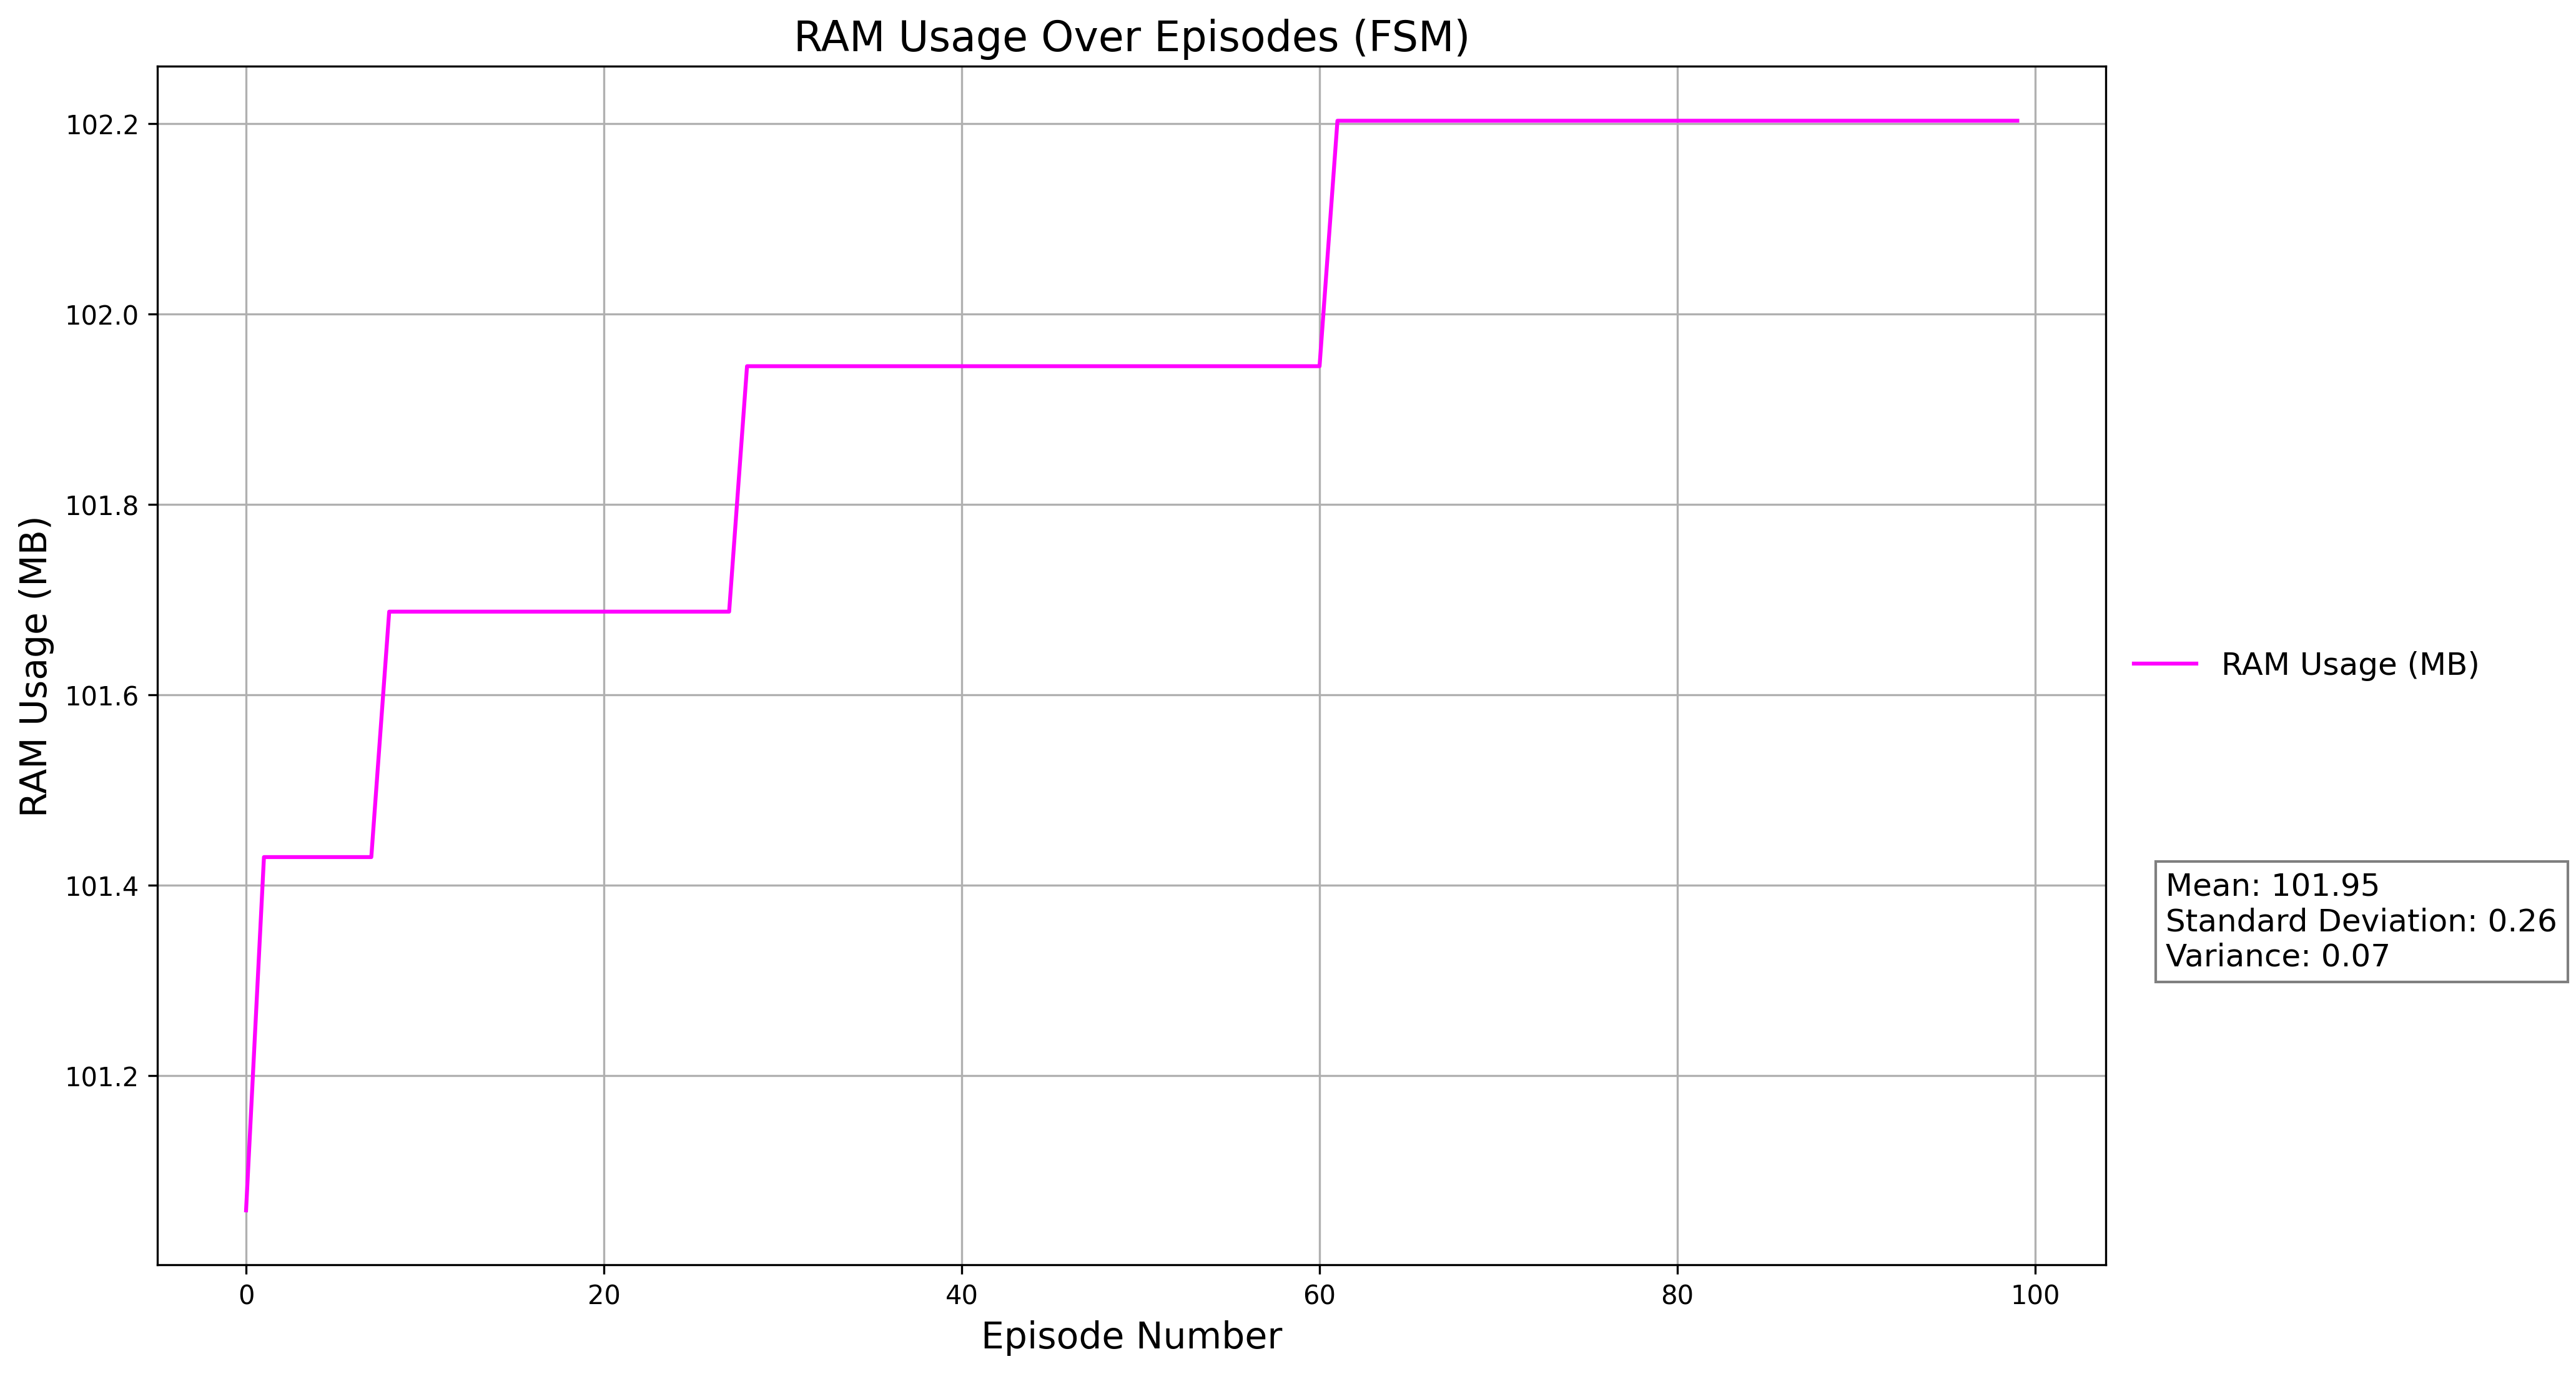 RAM Usage Over Episodes (FSM)
RAM Usage (MB)
102.2
102.0
101.8
101.6
101.4
101.2
0 20 40 60 80 100
Episode Number
RAM Usage (MB)
Mean: 101.95
Standard Deviation: 0.26
Variance: 0.07